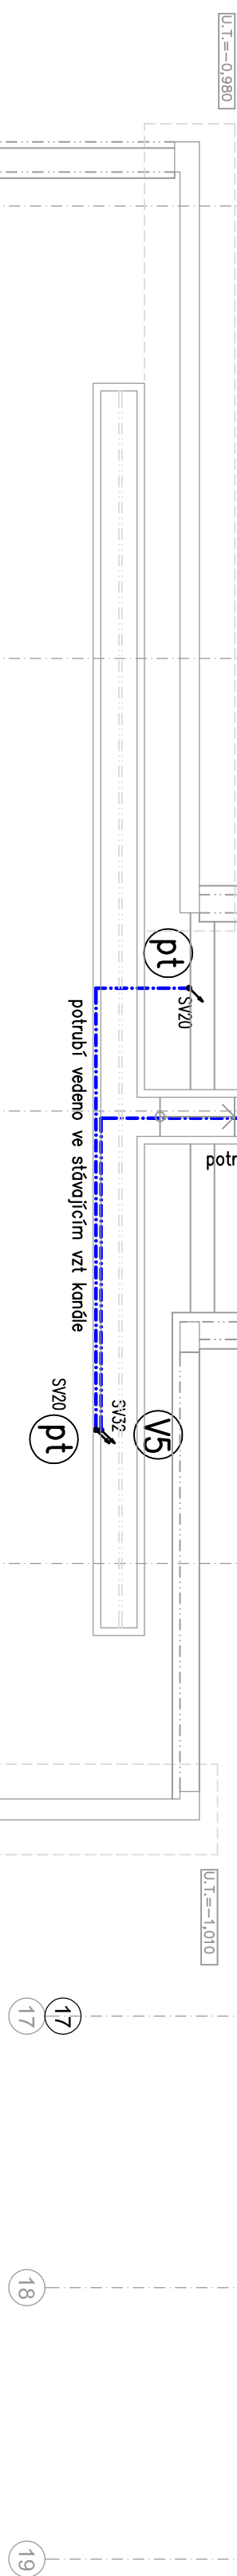 U.T.=-0,980
pt
SV20
potr
potrubí vedeno ve stávajícím vzt kanále
SV32
V5
SV20
pt
U.T.=-1,010
17
17
18
19